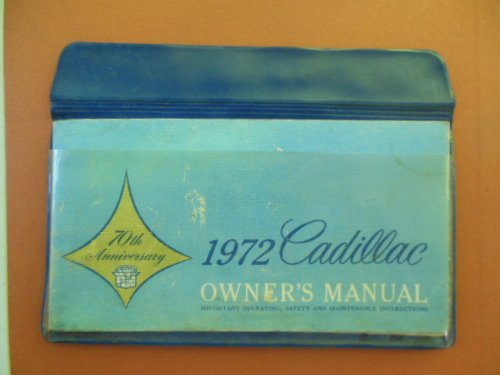 70th
Anniversary
1972 Cadillac
OWNER'S MANUAL
IMPORTANT OPERATING, SAFETY AND MAINTENANCE INSTRUCTIONS